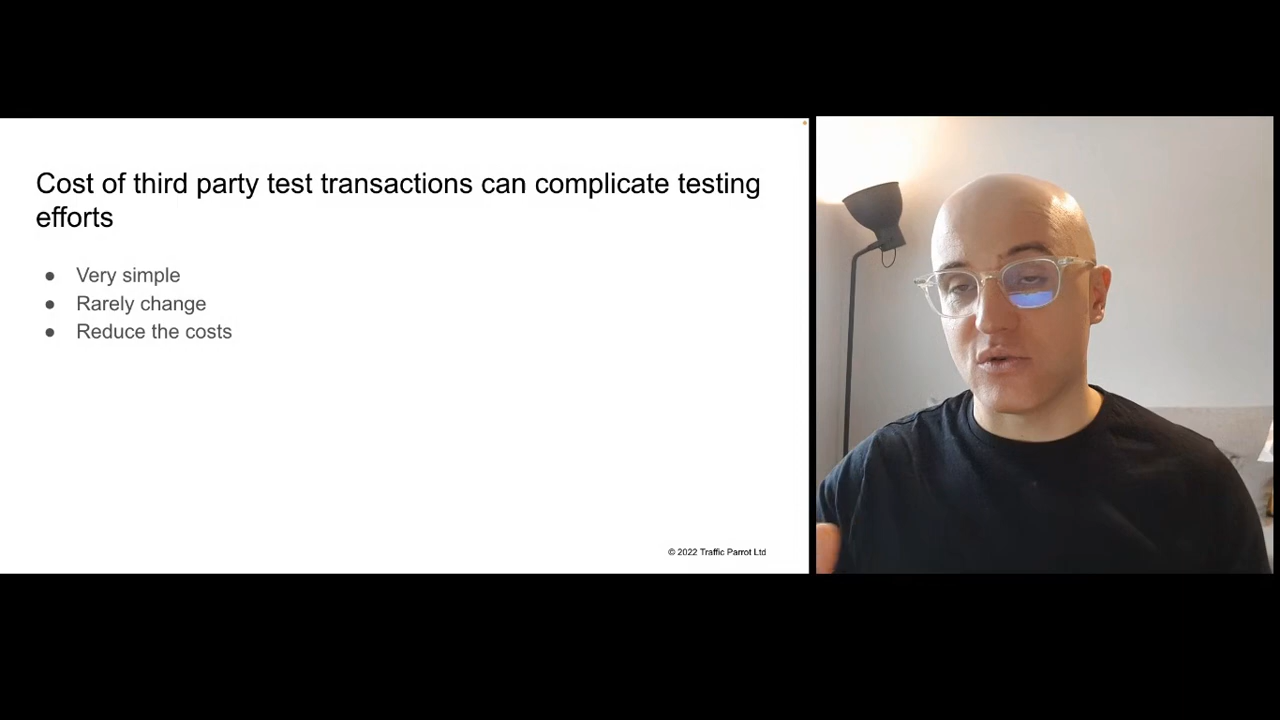 Cost of third party test transactions can complicate testing
efforts
● Very simple
● Rarely change
● Reduce the costs
© 2022 Traffic Parrot Ltd